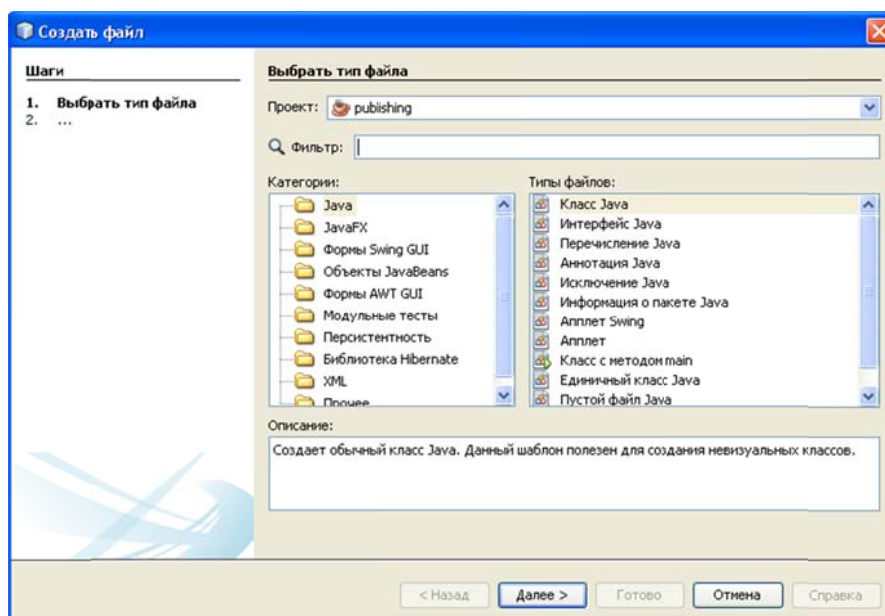 Создать файл
Шаги
1. Выбрать тип файла
2. ...
Выбрать тип файла
Проект: publishing
Фильтр:
Категории:
Java
JavaFX
Формы Swing GUI
Объекты JavaBeans
Формы AWT GUI
Модульные тесты
Персистентность
Библиотека Hibernate
XML
Прочее
Типы файлов:
Класс Java
Интерфейс Java
Перечисление Java
Аннотация Java
Исключение Java
Информация о пакете Java
Апплет Swing
Апплет
Класс с методом main
Единичный класс Java
Пустой файл Java
Описание:
Создает обычный класс Java. Данный шаблон полезен для создания невизуальных классов.
< Назад
Далее >
Готово
Отмена
Справка